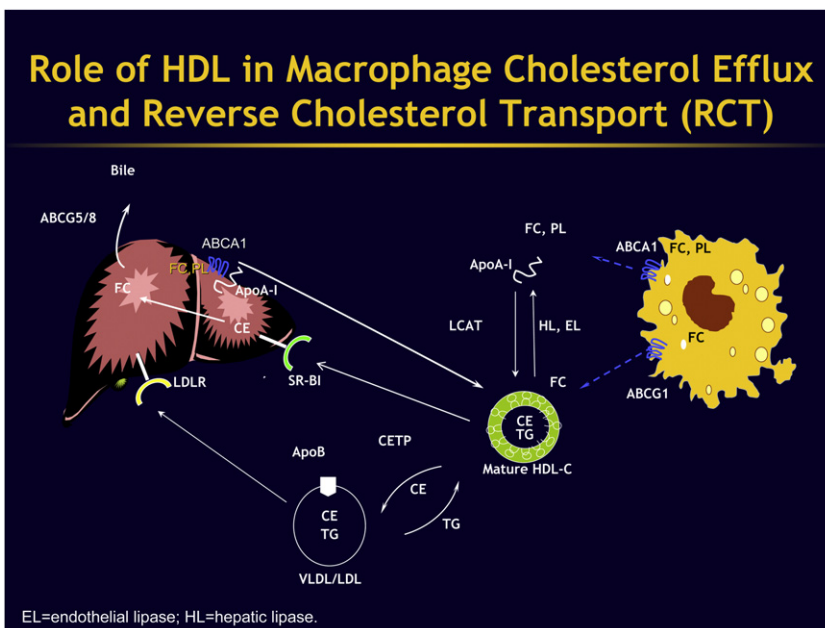 Role of HDL in Macrophage Cholesterol Efflux
and Reverse Cholesterol Transport (RCT)
Bile
ABCG5/8
ABCA1
FC,PL
ApoA-I
FC
CE
LDLR
SR-BI
FC, PL
ApoA-I
ABCA1
FC, PL
LCAT
HL, EL
FC
FC
ABCG1
CE
TG
Mature HDL-C
CETP
ApoB
CE
TG
CE
TG
VLDL/LDL
EL=endothelial lipase; HL=hepatic lipase.